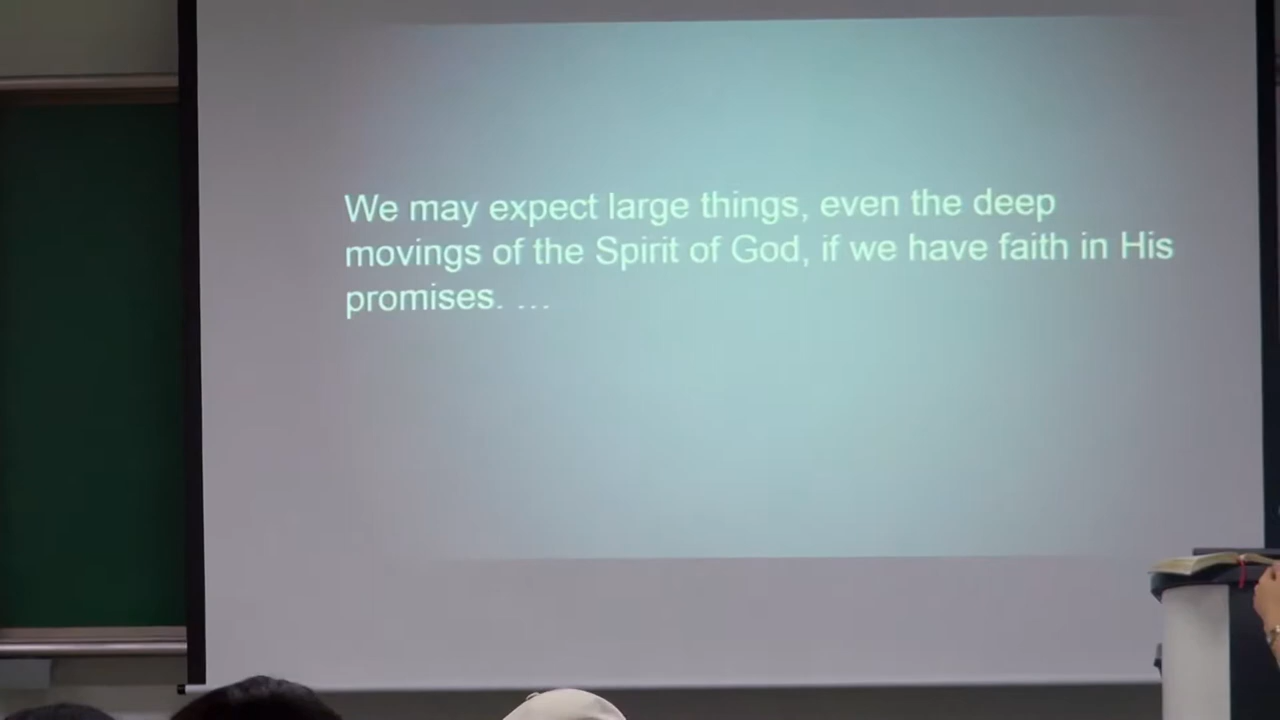 We may expect large things, even the deep
movings of the Spirit of God, if we have faith in His
promises. ...